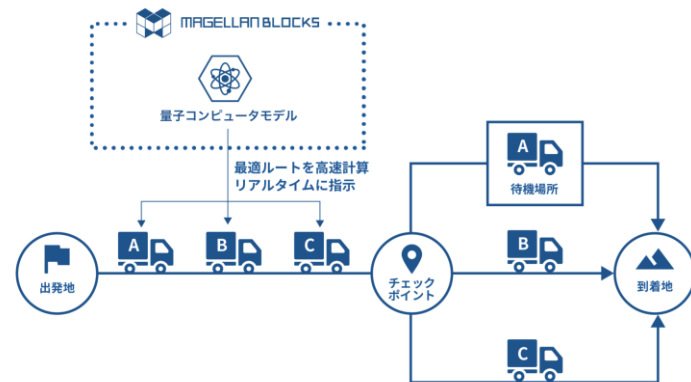 MAGELLAN BLOCKS
量子コンピュータモデル
最適ルートを高速計算
リアルタイムに指示
A
待機場所
A
B
C
B
出発地
チェック
ポイント
到着地
C